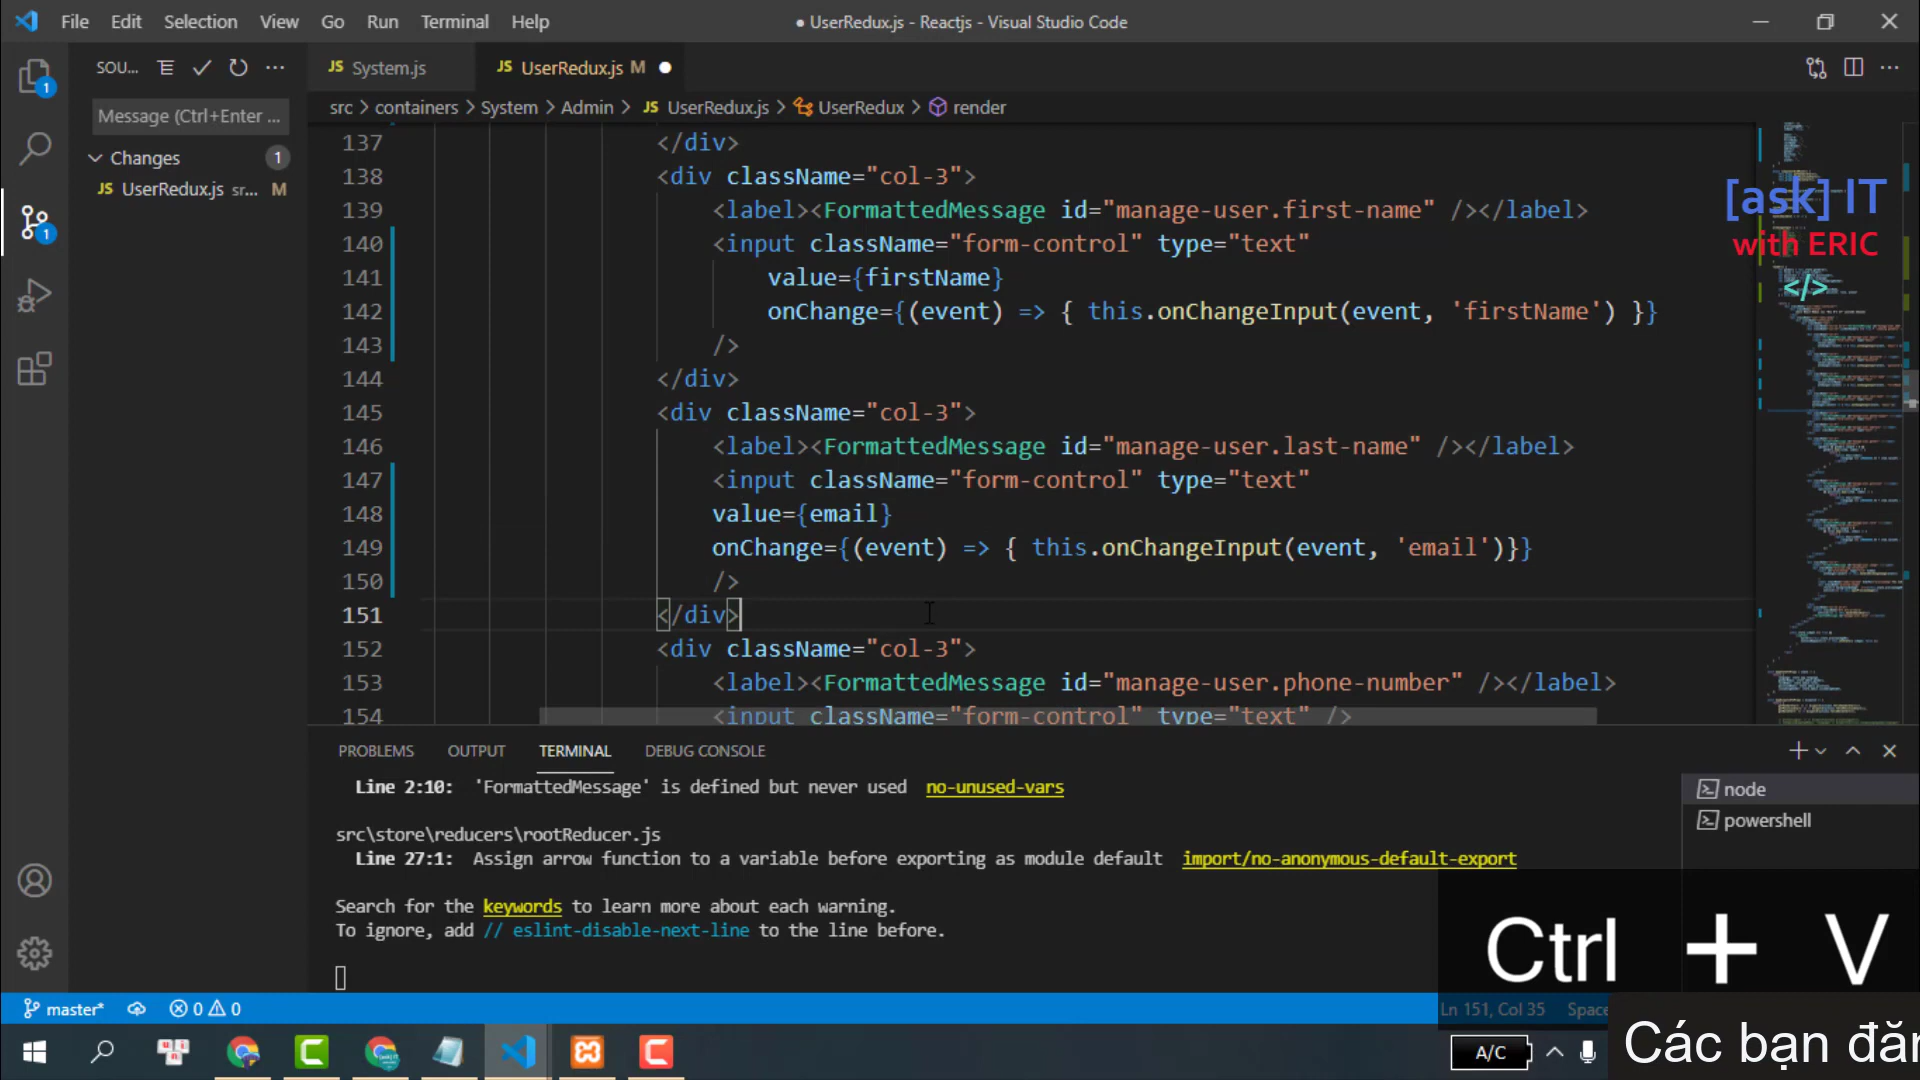 File Edit Selection View Go Run Terminal Help
● UserRedux.js - Reactjs - Visual Studio Code
SOU...
JS System.js
JS UserRedux.js M
Message (Ctrl+Enter ...
src > containers > System > Admin > JS UserRedux.js > UserRedux > render
Changes 1
JS UserRedux.js sr... M
1
1
[ask] IT
with ERIC
</>
137 </div>
138 <div className="col-3">
139 <label><FormattedMessage id="manage-user.first-name" /></label>
140 <input className="form-control" type="text"
141 value={firstName}
142 onChange={(event) => { this.onChangeInput(event, 'firstName') }}
143 />
144 </div>
145 <div className="col-3">
146 <label><FormattedMessage id="manage-user.last-name" /></label>
147 <input className="form-control" type="text"
148 value={email}
149 onChange={(event) => { this.onChangeInput(event, 'email')}}
150 />
151 </div>
152 <div className="col-3">
153 <label><FormattedMessage id="manage-user.phone-number" /></label>
154 <input className="form-control" type="text" />
PROBLEMS OUTPUT TERMINAL DEBUG CONSOLE
Line 2:10: 'FormattedMessage' is defined but never used no-unused-vars
src\store\reducers\rootReducer.js
Line 27:1: Assign arrow function to a variable before exporting as module default import/no-anonymous-default-export
Search for the keywords to learn more about each warning.
To ignore, add // eslint-disable-next-line to the line before.
node
powershell
Ctrl + V
master* 0 0
Ln 151, Col 35 Space
A/C
Các bạn đăn